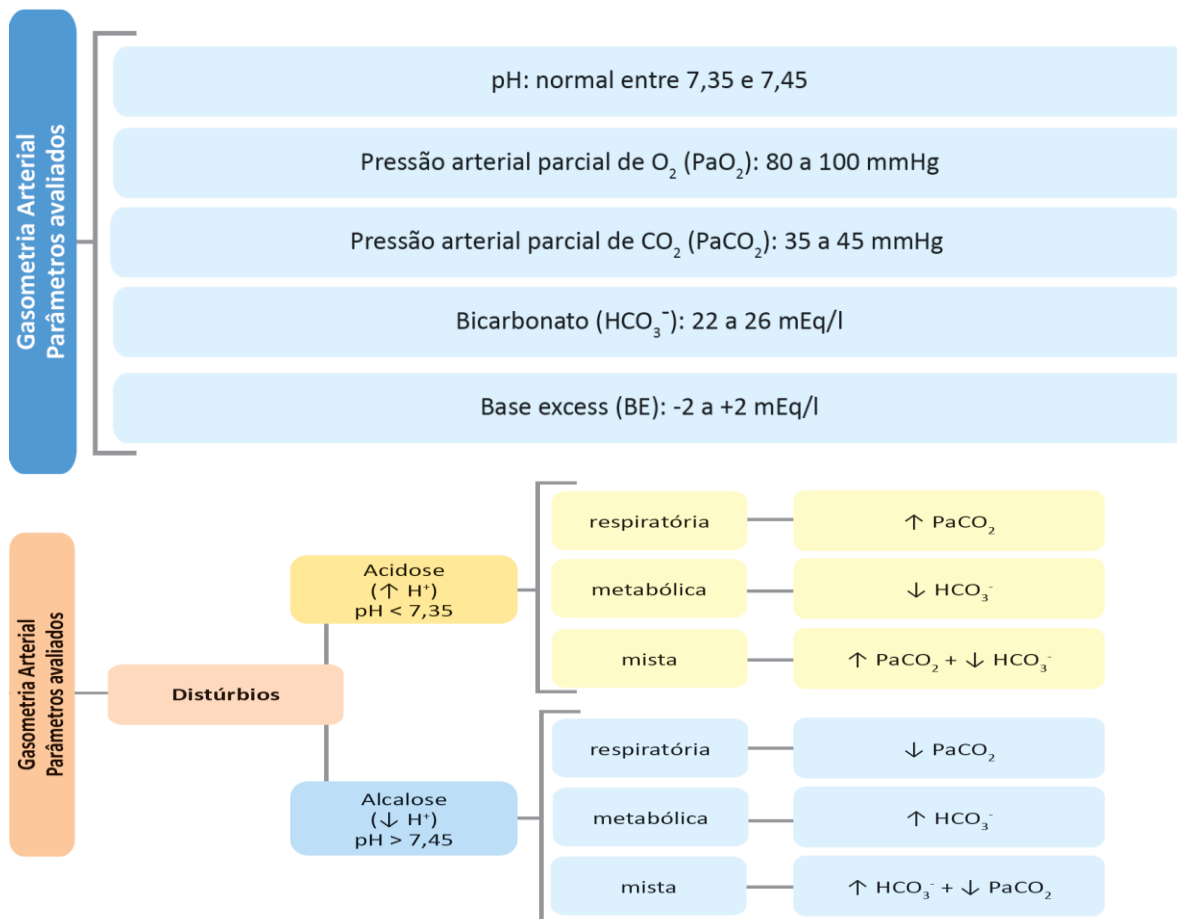 Gasometria Arterial
Parâmetros avaliados
pH: normal entre 7,35 e 7,45
Pressão arterial parcial de O₂ (PaO₂): 80 a 100 mmHg
Pressão arterial parcial de CO₂ (PaCO₂): 35 a 45 mmHg
Bicarbonato (HCO₃⁻): 22 a 26 mEq/l
Base excess (BE): -2 a +2 mEq/l
Gasometria Arterial
Parâmetros avaliados
Distúrbios
Acidose
(↑ H⁺)
pH < 7,35
respiratória
↑ PaCO₂
metabólica
↓ HCO₃⁻
mista
↑ PaCO₂ + ↓ HCO₃⁻
Alcalose
(↓ H⁺)
pH > 7,45
respiratória
↓ PaCO₂
metabólica
↑ HCO₃⁻
mista
↑ HCO₃⁻ + ↓ PaCO₂